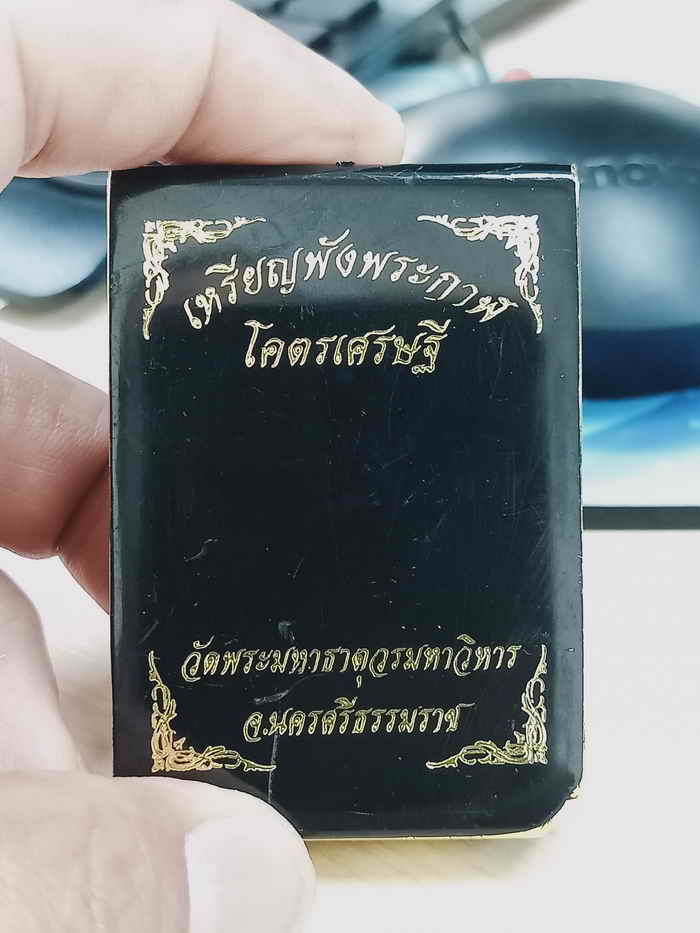 เหรียญพังพระกาฬ
โคตรเศรษฐี
วัดพระมหาธาตุวรมหาวิหาร
จ.นครศรีธรรมราช